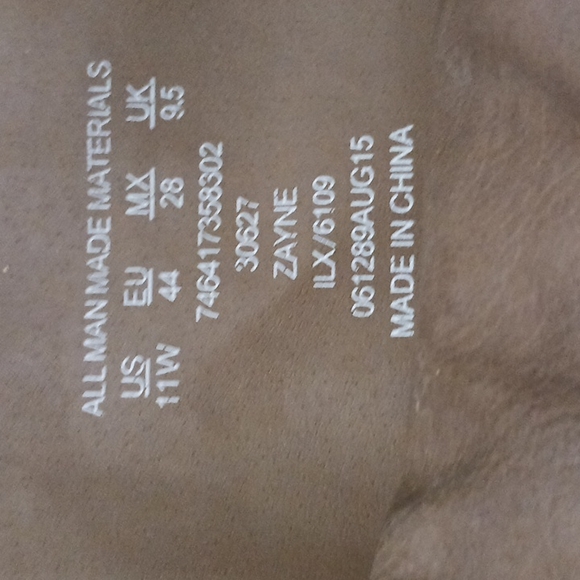 ALL MAN MADE MATERIALS
US EU MX UK
11W 44 28 9.5
746417358302
30627
ZAYNE
ILX/6109
061289AUG15
MADE IN CHINA